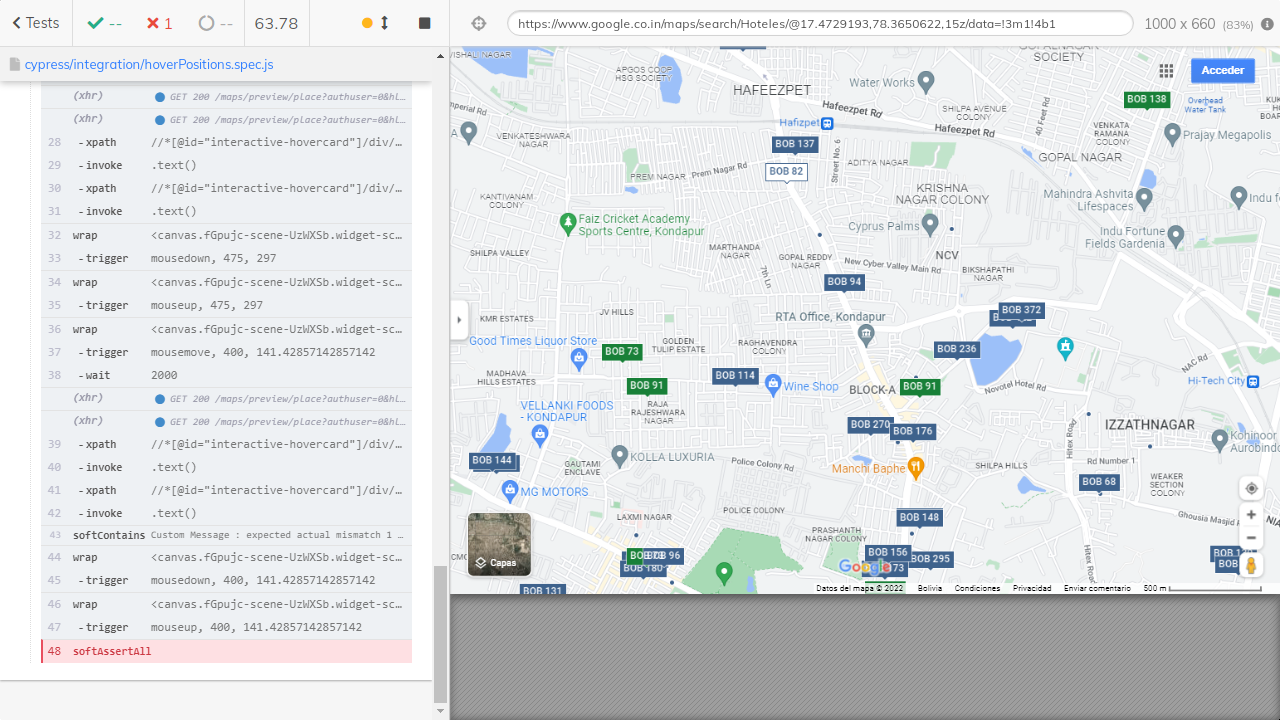 Tests
--
1
--
63.78
https://www.google.co.in/maps/search/Hoteles/@17.4729193,78.3650622,15z/data=!3m1!4b1
1000 x 660 (83%)
cypress/integration/hoverPositions.spec.js
(xhr) GET 200 /maps/preview/place?authuser=0&hl…
(xhr) GET 200 /maps/preview/place?authuser=0&hl…
28 - xpath //*[@id="interactive-hovercard"]/div/…
29 - invoke .text()
30 - xpath //*[@id="interactive-hovercard"]/div/…
31 - invoke .text()
32 wrap <canvas.fGpujc-scene-UzWXSb.widget-sc…
33 - trigger mousedown, 475, 297
34 wrap <canvas.fGpujc-scene-UzWXSb.widget-sc…
35 - trigger mouseup, 475, 297
36 wrap <canvas.fGpujc-scene-UzWXSb.widget-sc…
37 - trigger mousemove, 400, 141.42857142857142
38 - wait 2000
(xhr) GET 200 /maps/preview/place?authuser=0&hl…
(xhr) GET 200 /maps/preview/place?authuser=0&hl…
39 - xpath //*[@id="interactive-hovercard"]/div/…
40 - invoke .text()
41 - xpath //*[@id="interactive-hovercard"]/div/…
42 - invoke .text()
43 softContains Custom Message : expected actual mismatch 1 …
44 wrap <canvas.fGpujc-scene-UzWXSb.widget-sc…
45 - trigger mousedown, 400, 141.42857142857142
46 wrap <canvas.fGpujc-scene-UzWXSb.widget-sc…
47 - trigger mouseup, 400, 141.42857142857142
48 softAssertAll
SOCIETY
APGOS COOP
HSG SOCIETY
Water Works
Acceder
HAFEEZPET
Hafeezpet Rd
Hafeezpet Rd
SHILPA AVENUE
COLONY
40 Feet Rd
BOB 138
Overhead
Water Tank
Imperial Rd
VENKATESHWARA
NAGAR
Hafizpet
VENKATA
RAMANA
COLONY
Prajay Megapolis
BOB 137
Street No. 6
ADITYA NAGAR
GOPAL NAGAR
BOB 82
PREM NAGAR
Prem Nagar Rd
KANTIVANAM
COLONY
KRISHNA
NAGAR COLONY
Mahindra Ashvita
Lifespaces
Indu fo
Faiz Cricket Academy
Sports Centre, Kondapur
Cyprus Palms
Indu Fortune
Fields Gardenia
SHILPA VALLEY
MARTHANDA
NAGAR
GOPAL REDDY
NAGAR
NCV
New Cyber Valley Main Rd
BIKSHAPATHI
NAGAR
7th Ln
BOB 94
KMR ESTATES
JV HILLS
RTA Office, Kondapur
BOB 372
Good Times Liquor Store
BOB 73
GOLDEN
TULIP ESTATE
RAGHAVENDRA
COLONY
BOB 236
NAC Rd
MADHAVA
HILLS ESTATES
BOB 91
BOB 114
Wine Shop
BLOCK-A
BOB 91
Novotel Hotel Rd
Hi-Tech City
VELLANKI FOODS
- KONDAPUR
RAJA
RAJESHWARA
NAGAR
BOB 270
BOB 176
Hitex Road
IZZATHNAGAR
Kohinoor
Aurobindo
BOB 144
GAUTAMI
ENCLAVE
KOLLA LUXURIA
Police Colony Rd
Manchi Baphe
SHILPA HILLS
Rd Number 1
MG MOTORS
BOB 68
WEAKER
SECTION
COLONY
LAXMI NAGAR
POLICE COLONY
PRASHANTH
NAGAR COLONY
BOB 148
Ghousia Masjid Road
Capas
BOB 96
BOB 180
BOB 156
BOB 295
Hitex Rd
BOB 131
Google
Datos del mapa © 2022 Bolivia Condiciones Privacidad Enviar comentario 500 m